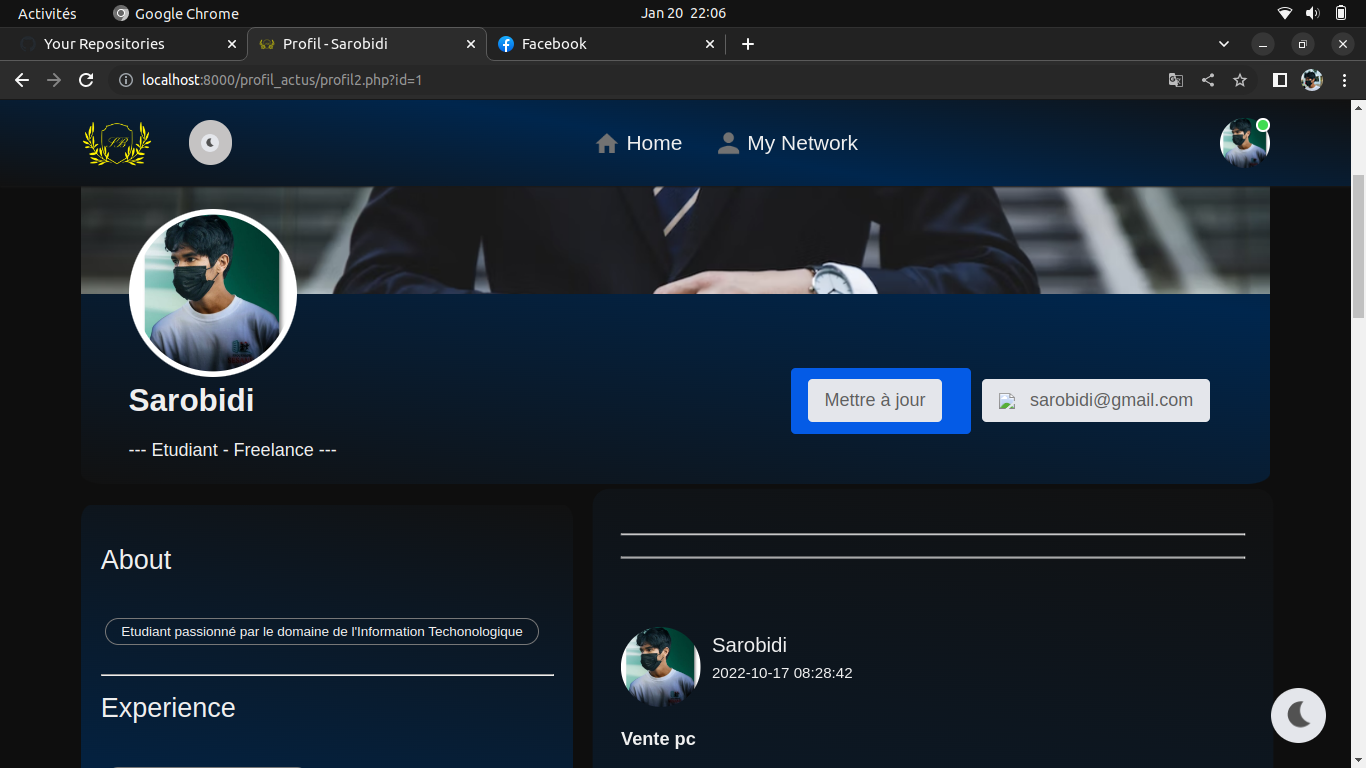 Activités
Google Chrome
Jan 20 22:06
Your Repositories
Profil - Sarobidi
Facebook
localhost:8000/profil_actus/profil2.php?id=1
SR
Home
My Network
Sarobidi
--- Etudiant - Freelance ---
Mettre à jour
sarobidi@gmail.com
About
Etudiant passionné par le domaine de l'Information Techonologique
Experience
Sarobidi
2022-10-17 08:28:42
Vente pc